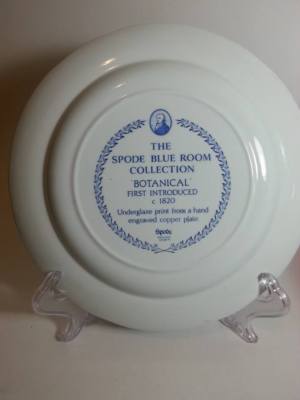 THE
SPODE BLUE ROOM
COLLECTION
'BOTANICAL'
FIRST INTRODUCED
c 1820
Underglaze print from a hand
engraved copper plate
Spode